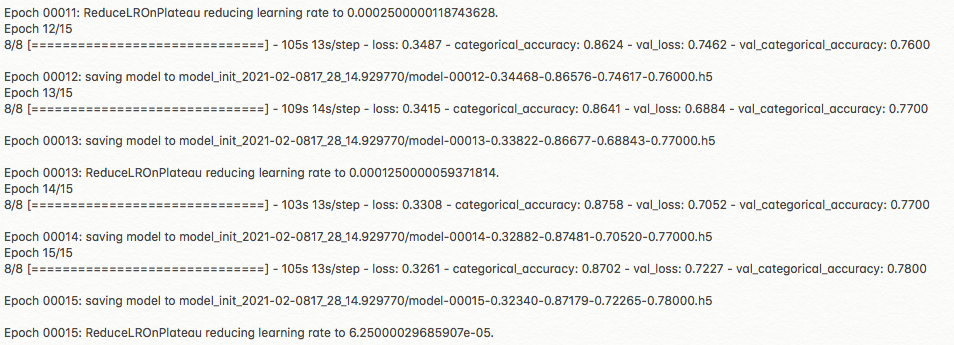 Epoch 00011: ReduceLROnPlateau reducing learning rate to 0.0002500000118743628.
Epoch 12/15
8/8 [==============================] - 105s 13s/step - loss: 0.3487 - categorical_accuracy: 0.8624 - val_loss: 0.7462 - val_categorical_accuracy: 0.7600
Epoch 00012: saving model to model_init_2021-02-0817_28_14.929770/model-00012-0.34468-0.86576-0.74617-0.76000.h5
Epoch 13/15
8/8 [==============================] - 109s 14s/step - loss: 0.3415 - categorical_accuracy: 0.8641 - val_loss: 0.6884 - val_categorical_accuracy: 0.7700
Epoch 00013: saving model to model_init_2021-02-0817_28_14.929770/model-00013-0.33822-0.86677-0.68843-0.77000.h5
Epoch 00013: ReduceLROnPlateau reducing learning rate to 0.0001250000059371814.
Epoch 14/15
8/8 [==============================] - 103s 13s/step - loss: 0.3308 - categorical_accuracy: 0.8758 - val_loss: 0.7052 - val_categorical_accuracy: 0.7700
Epoch 00014: saving model to model_init_2021-02-0817_28_14.929770/model-00014-0.32882-0.87481-0.70520-0.77000.h5
Epoch 15/15
8/8 [==============================] - 105s 13s/step - loss: 0.3261 - categorical_accuracy: 0.8702 - val_loss: 0.7227 - val_categorical_accuracy: 0.7800
Epoch 00015: saving model to model_init_2021-02-0817_28_14.929770/model-00015-0.32340-0.87179-0.72265-0.78000.h5
Epoch 00015: ReduceLROnPlateau reducing learning rate to 6.25000029685907e-05.